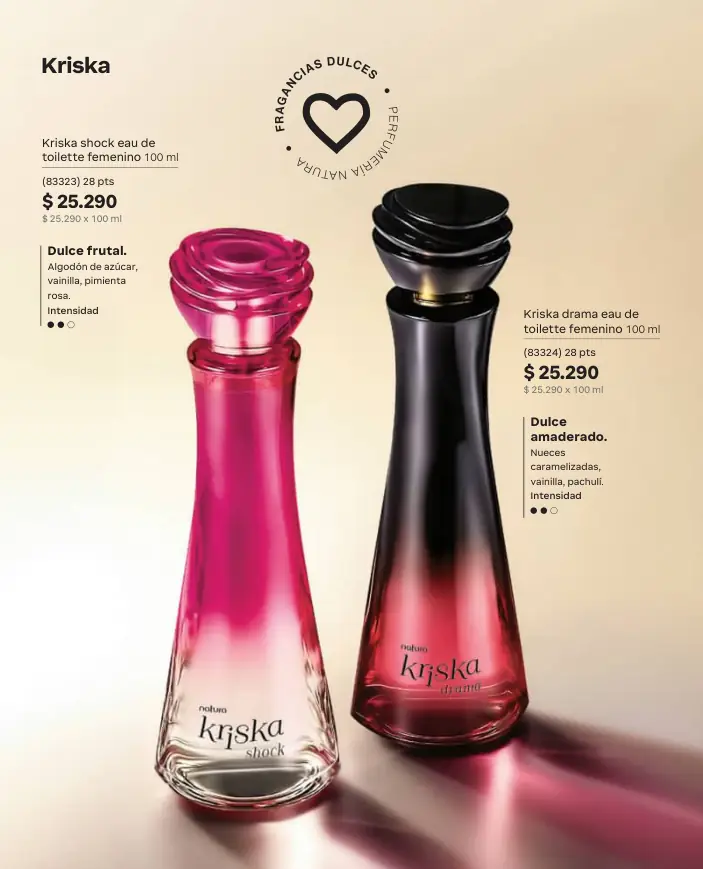 Kriska
FRAGANCIAS DULCES
PERFUMERÍA NATURA
Kriska shock eau de
toilette femenino 100 ml
(83323) 28 pts
$ 25.290
$ 25.290 x 100 ml
Dulce frutal.
Algodón de azúcar,
vainilla, pimienta
rosa.
Intensidad
Kriska drama eau de
toilette femenino 100 ml
(83324) 28 pts
$ 25.290
$ 25.290 x 100 ml
Dulce
amaderado.
Nueces
caramelizadas,
vainilla, pachulí.
Intensidad
natura
kriska
drama
natura
kriska
shock